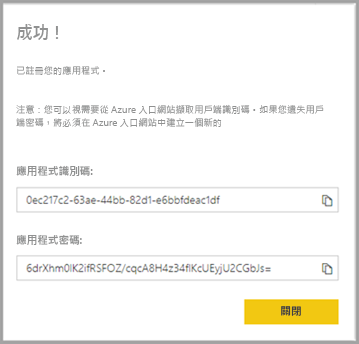 成功！
已註冊您的應用程式。
注意：您可以視需要從 Azure 入口網站擷取用戶端識別碼。如果您遺失用戶
端密碼，將必須在 Azure 入口網站中建立一個新的
應用程式識別碼:
0ec217c2-63ae-44bb-82d1-e6bbfdeac1df
應用程式密碼:
6drXhm0lK2ifRSFOZ/cqcA8H4z34flKcUEyjU2CGbJs=
關閉